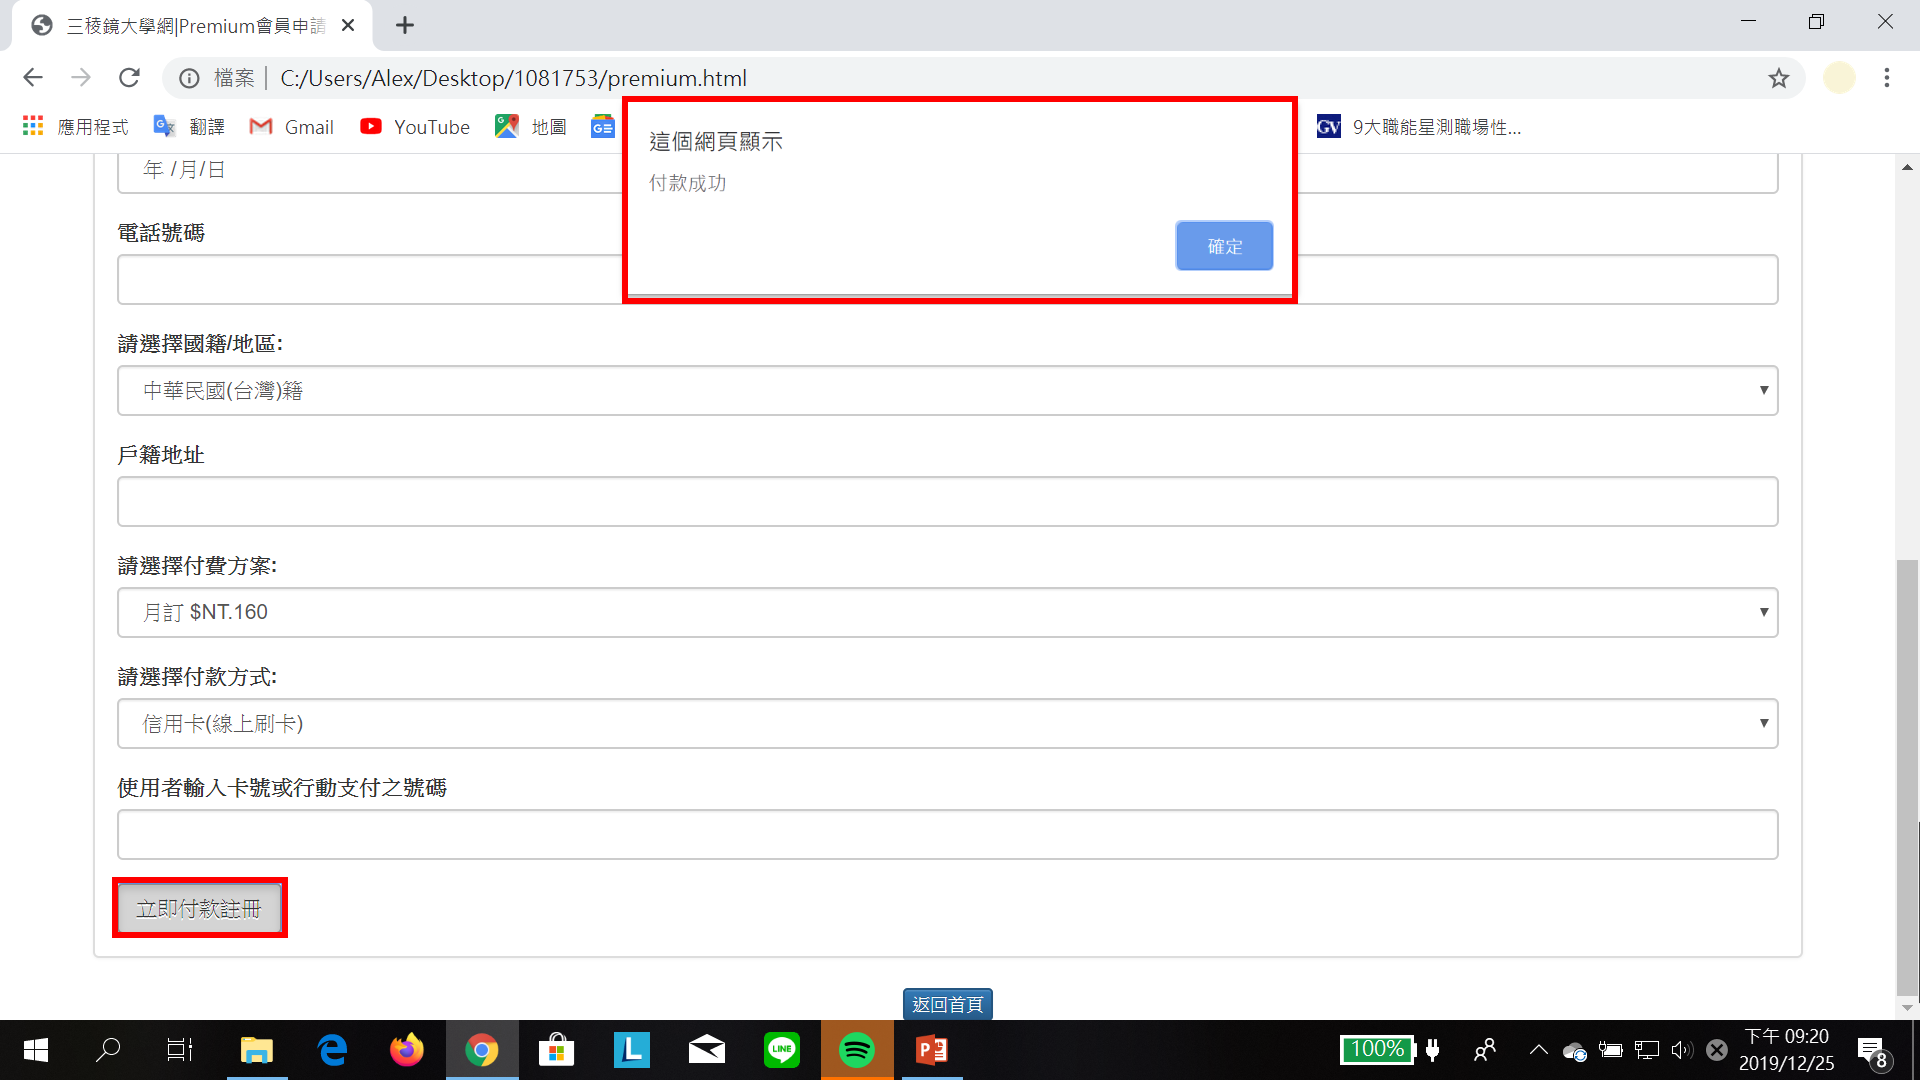 三稜鏡大學網|Premium會員申請
檔案 C:/Users/Alex/Desktop/1081753/premium.html
應用程式 翻譯 Gmail YouTube 地圖 GE GV 9大職能星測職場性...
這個網頁顯示
付款成功
確定
年 /月/日
電話號碼
請選擇國籍/地區:
中華民國(台灣)籍
戶籍地址
請選擇付費方案:
月訂 $NT.160
請選擇付款方式:
信用卡(線上刷卡)
使用者輸入卡號或行動支付之號碼
立即付款註冊
返回首頁
100% 下午 09:20
2019/12/25
8